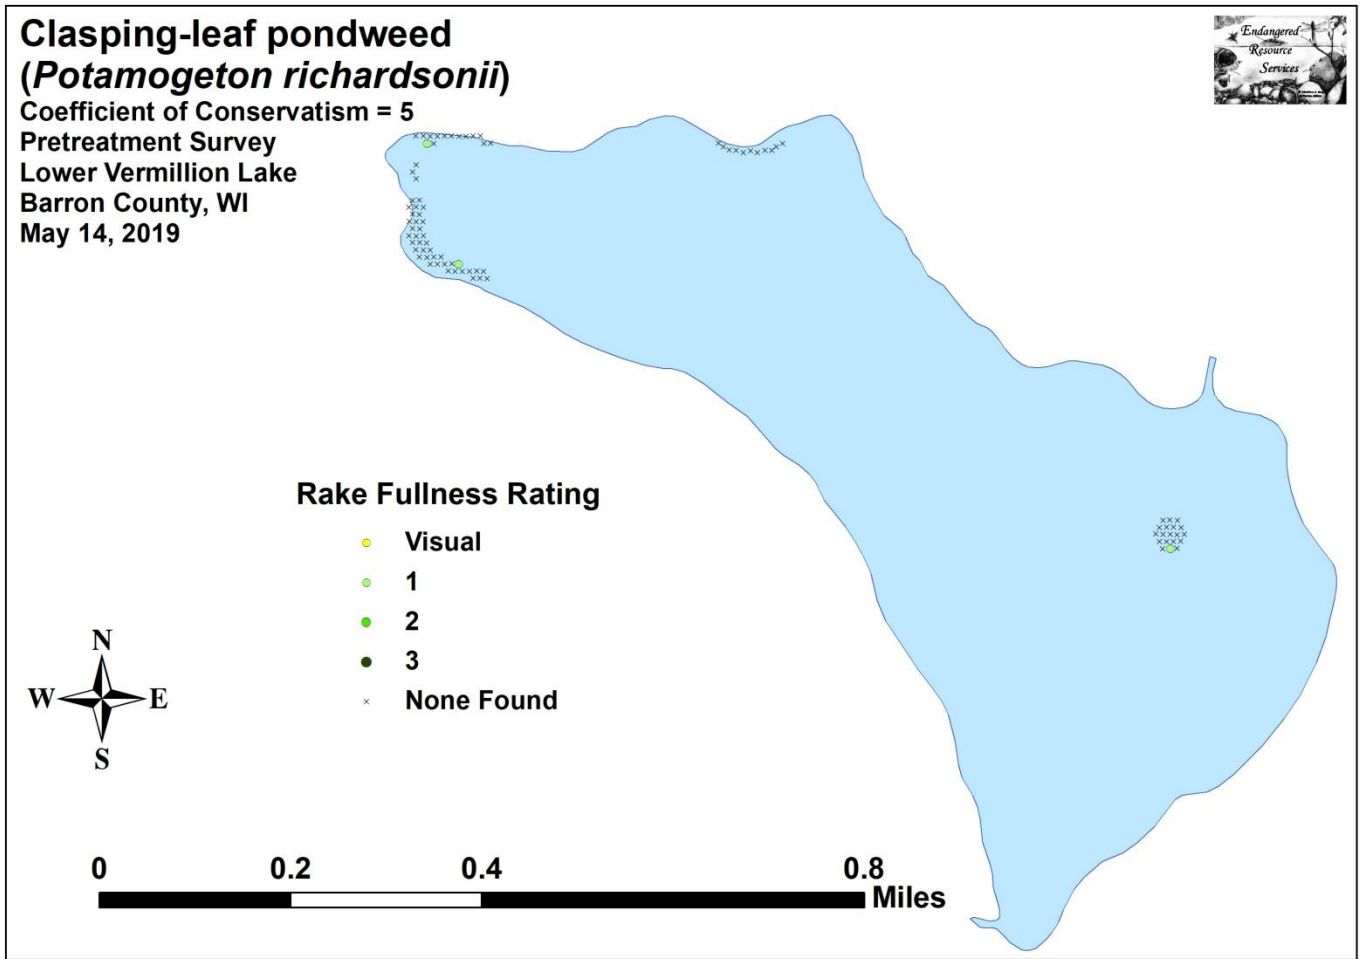 Clasping-leaf pondweed
(Potamogeton richardsonii)
Coefficient of Conservatism = 5
Pretreatment Survey
Lower Vermillion Lake
Barron County, WI
May 14, 2019
Endangered
Resource
Services
Rake Fullness Rating
Visual
1
2
3
None Found
N
W E
S
0 0.2 0.4 0.8
Miles